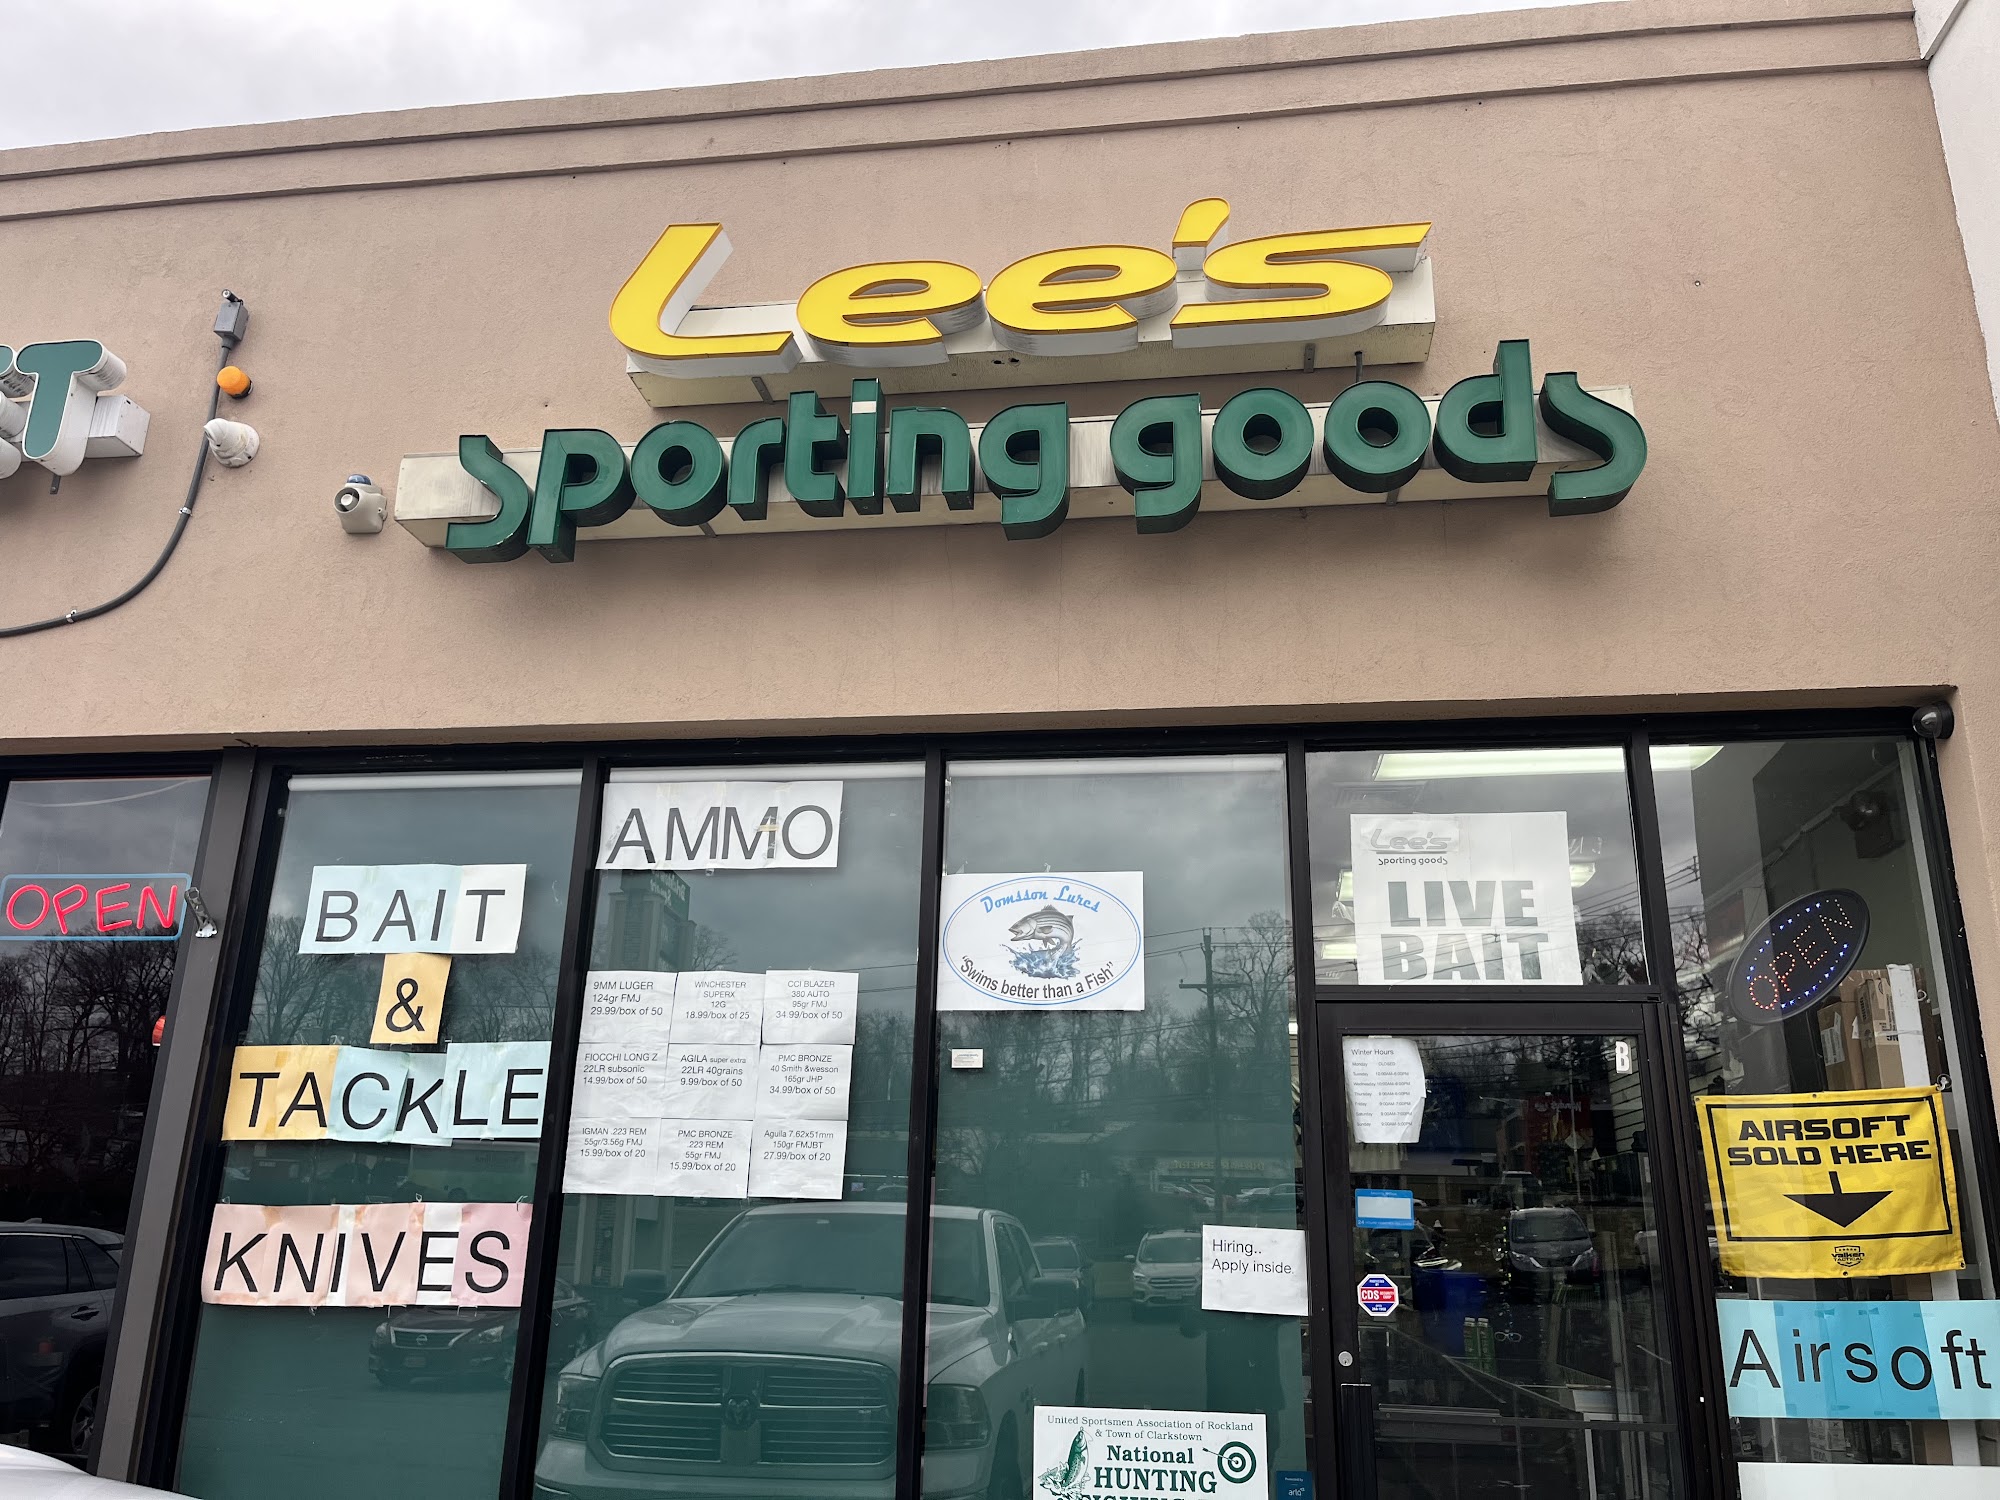 Lee's
sporting goods
T
OPEN
BAIT
&
TACKLE
KNIVES
AMMO
9MM LUGER
124gr FMJ
29.99/box of 50
WINCHESTER
SUPERX
12G
18.99/box of 25
CCI BLAZER
380 AUTO
95gr FMJ
34.99/box of 50
FIOCCHI LONG Z
22LR subsonic
14.99/box of 50
AGILA super extra
22LR 40grains
9.99/box of 50
PMC BRONZE
40 Smith &wesson
165gr JHP
34.99/box of 50
IGMAN .223 REM
55gr/3.56g FMJ
15.99/box of 20
PMC BRONZE
.223 REM
55gr FMJ
15.99/box of 20
Aguila 7.62x51mm
150gr FMJBT
27.99/box of 20
Domsson Lures
"Swims better than a Fish"
Hiring..
Apply inside.
United Sportsmen Association of Rockland
& Town of Clarkstown
National
HUNTING
Lee's
sporting goods
LIVE
BAIT
B
Winter Hours
Monday CLOSED
CDS
arlo
OPEN
AIRSOFT
SOLD HERE
valken
TACTICAL
Airsoft